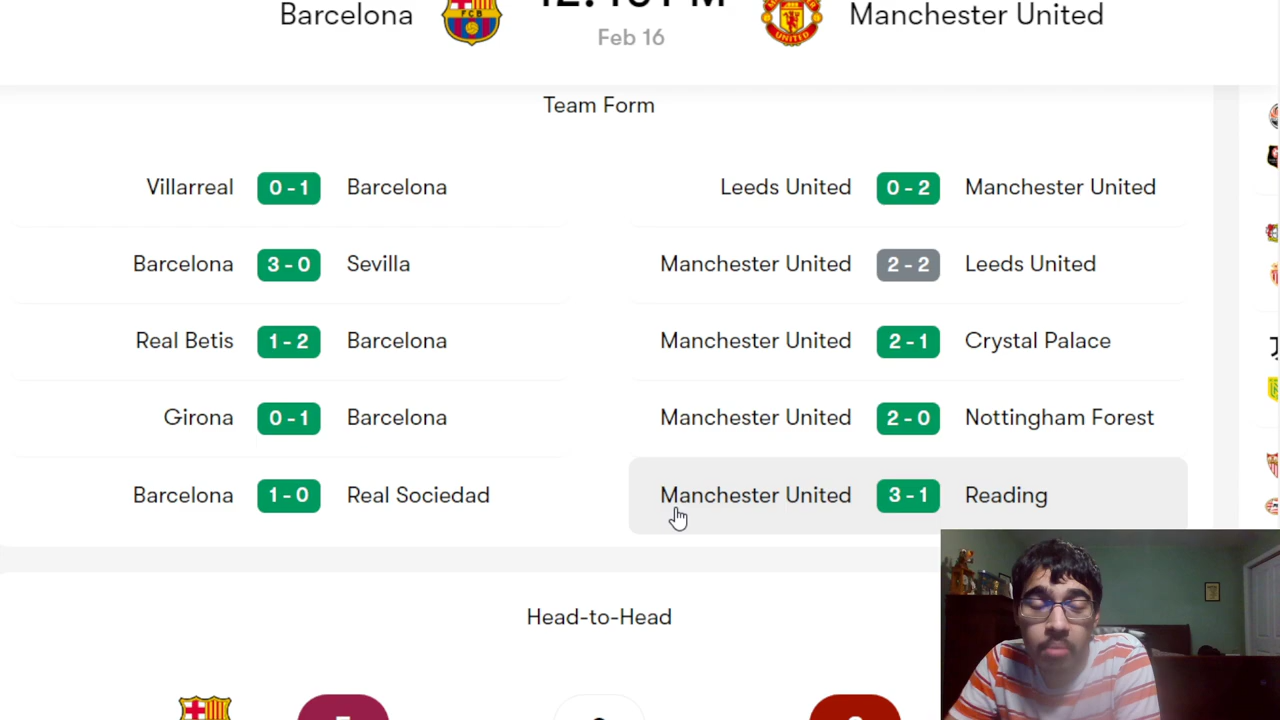 Barcelona
Manchester United
Feb 16
Team Form
Villarreal 0 - 1 Barcelona
Leeds United 0 - 2 Manchester United
Barcelona 3 - 0 Sevilla
Manchester United 2 - 2 Leeds United
Real Betis 1 - 2 Barcelona
Manchester United 2 - 1 Crystal Palace
Girona 0 - 1 Barcelona
Manchester United 2 - 0 Nottingham Forest
Barcelona 1 - 0 Real Sociedad
Manchester United 3 - 1 Reading
Head-to-Head